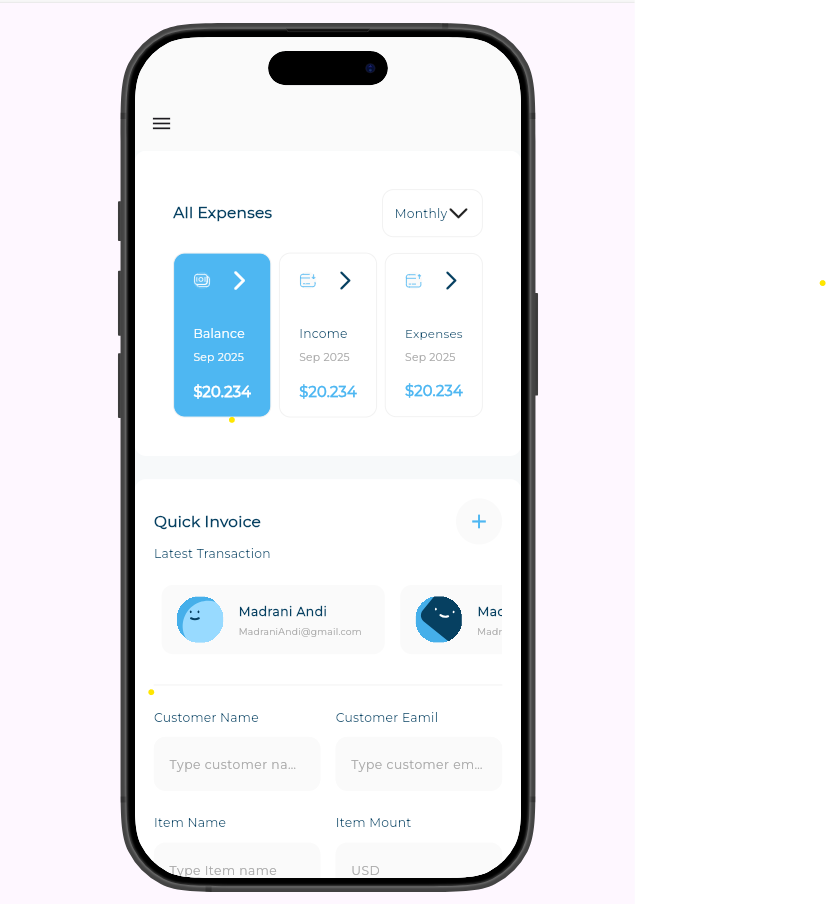 All Expenses
Monthly
Balance
Sep 2025
$20.234
Income
Sep 2025
$20.234
Expenses
Sep 2025
$20.234
Quick Invoice
Latest Transaction
Madrani Andi
MadraniAndi@gmail.com
Mad
Madr
Customer Name
Customer Eamil
Type customer na...
Type customer em...
Item Name
Item Mount
Type Item name
USD